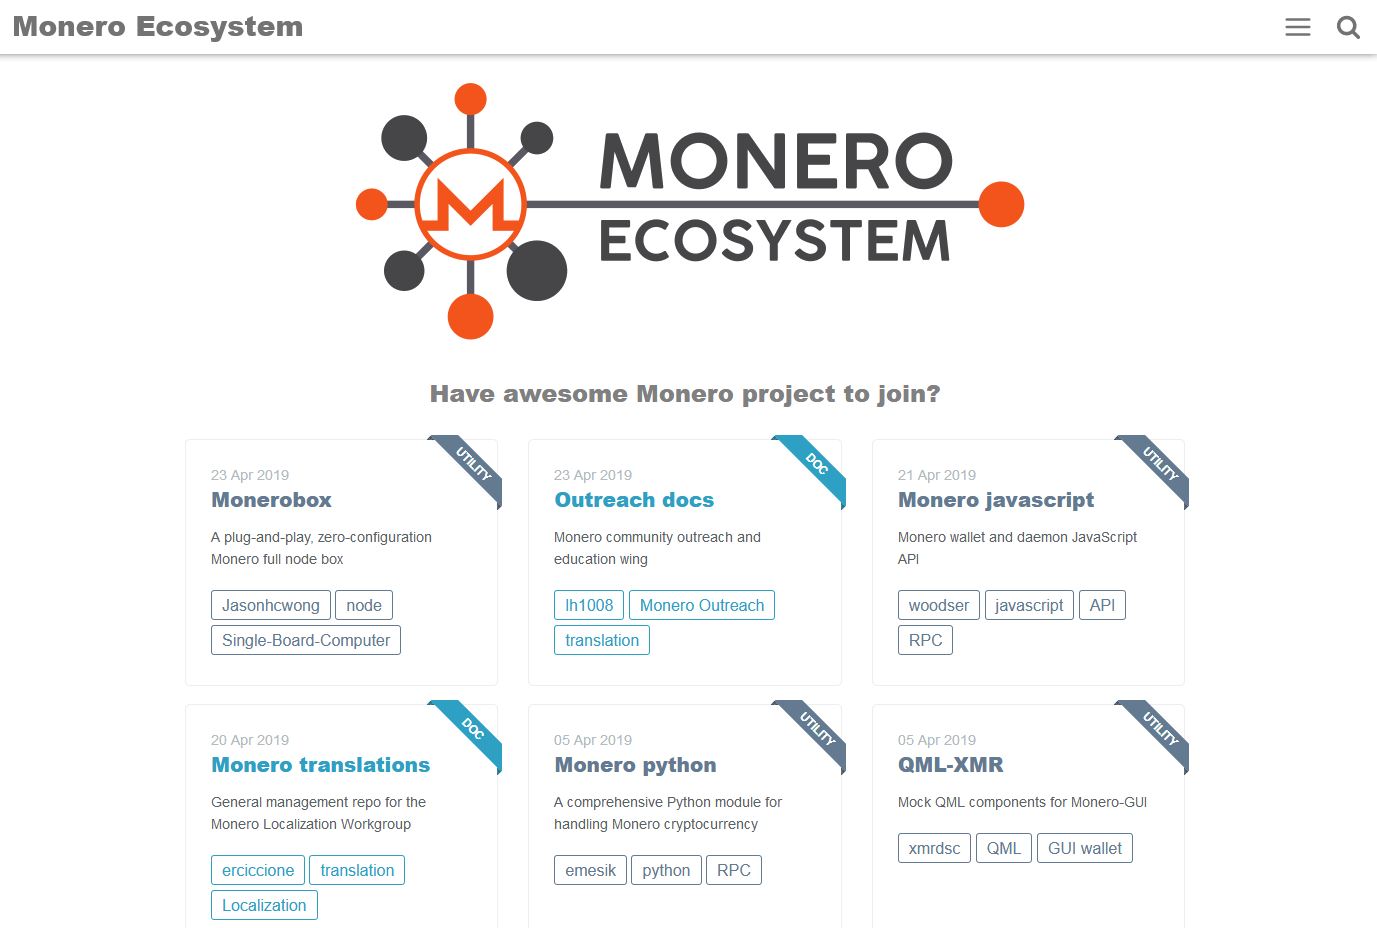 Monero Ecosystem
MONERO
ECOSYSTEM
Have awesome Monero project to join?
UTILITY
23 Apr 2019
Monerobox
A plug-and-play, zero-configuration
Monero full node box
Jasonhcwong node
Single-Board-Computer
DOC
23 Apr 2019
Outreach docs
Monero community outreach and
education wing
lh1008 Monero Outreach
translation
UTILITY
21 Apr 2019
Monero javascript
Monero wallet and daemon JavaScript
API
woodser javascript API
RPC
DOC
20 Apr 2019
Monero translations
General management repo for the
Monero Localization Workgroup
erciccione translation
Localization
UTILITY
05 Apr 2019
Monero python
A comprehensive Python module for
handling Monero cryptocurrency
emesik python RPC
UTILITY
05 Apr 2019
QML-XMR
Mock QML components for Monero-GUI
xmrdsc QML GUI wallet